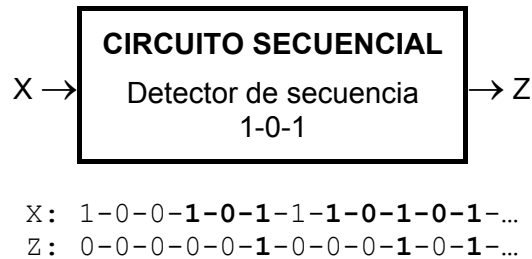 CIRCUITO SECUENCIAL
X → Detector de secuencia → Z
1-0-1
X: 1-0-0-1-0-1-1-1-0-1-0-1-…
Z: 0-0-0-0-0-1-0-0-0-1-0-1-…